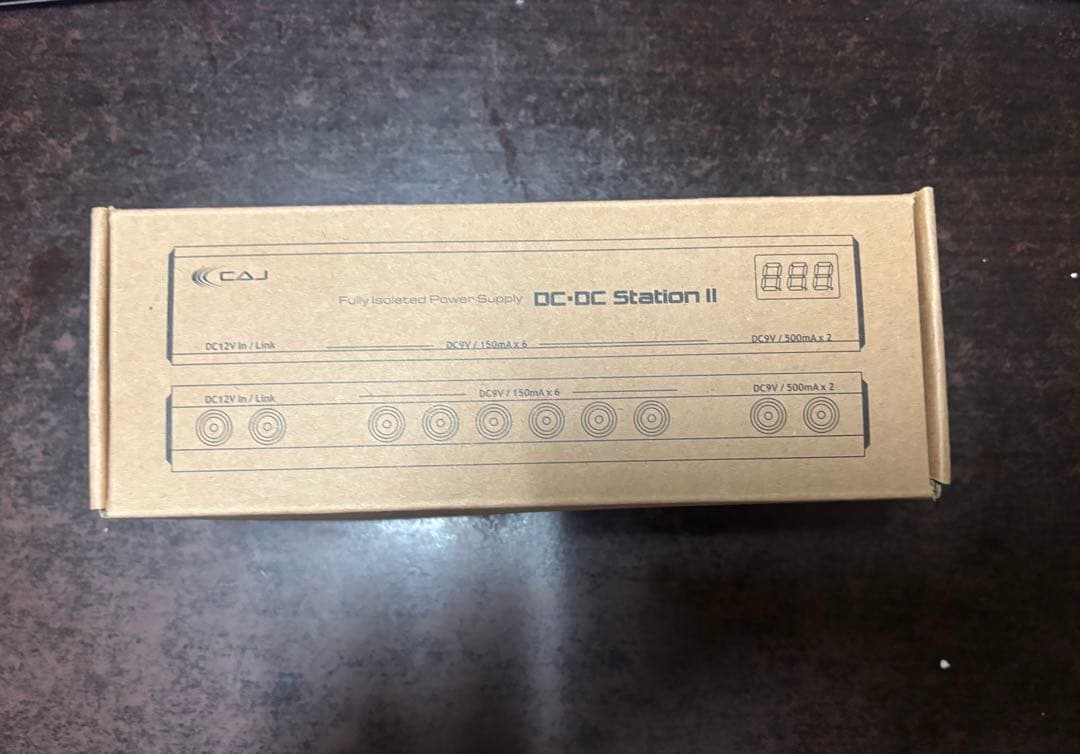 CAJ
Fully Isolated Power Supply DC-DC Station II
888
DC12V In / Link DC9V / 150mA x 6 DC9V / 500mA x 2
DC12V In / Link DC9V / 150mA x 6 DC9V / 500mA x 2